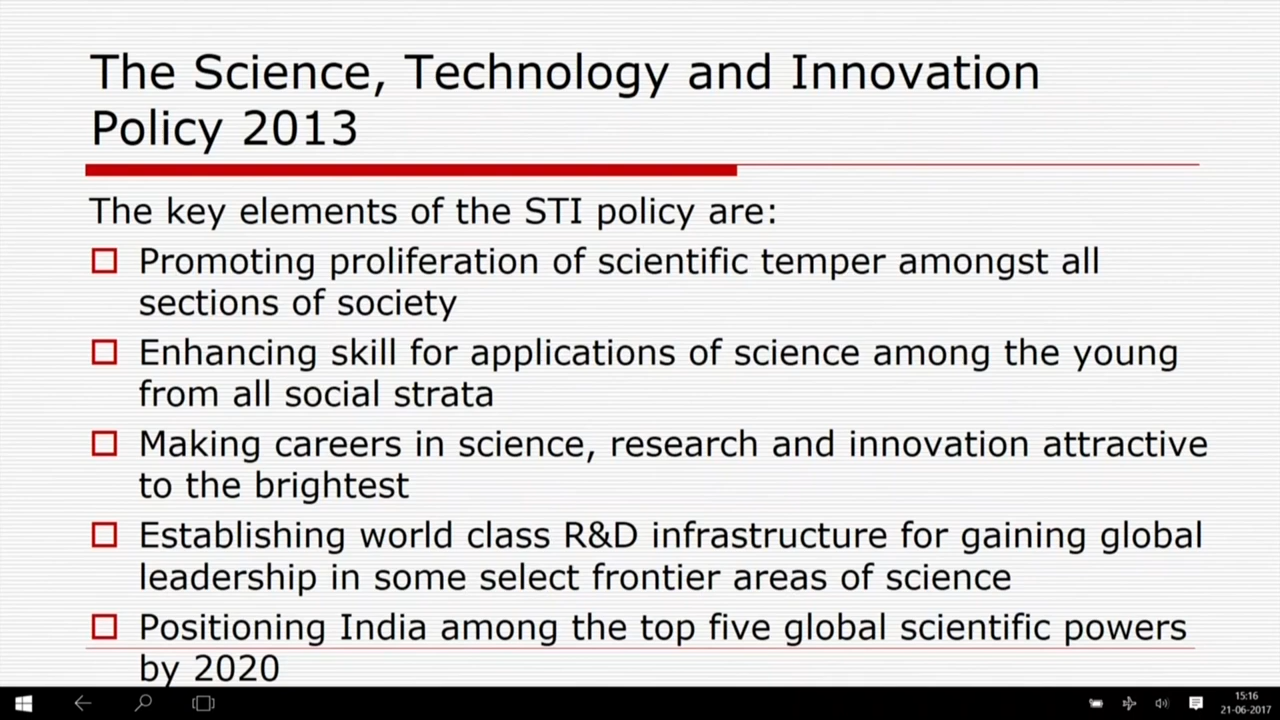 The Science, Technology and Innovation
Policy 2013
The key elements of the STI policy are:
Promoting proliferation of scientific temper amongst all
sections of society
Enhancing skill for applications of science among the young
from all social strata
Making careers in science, research and innovation attractive
to the brightest
Establishing world class R&D infrastructure for gaining global
leadership in some select frontier areas of science
Positioning India among the top five global scientific powers
by 2020
15:16
21-06-2017